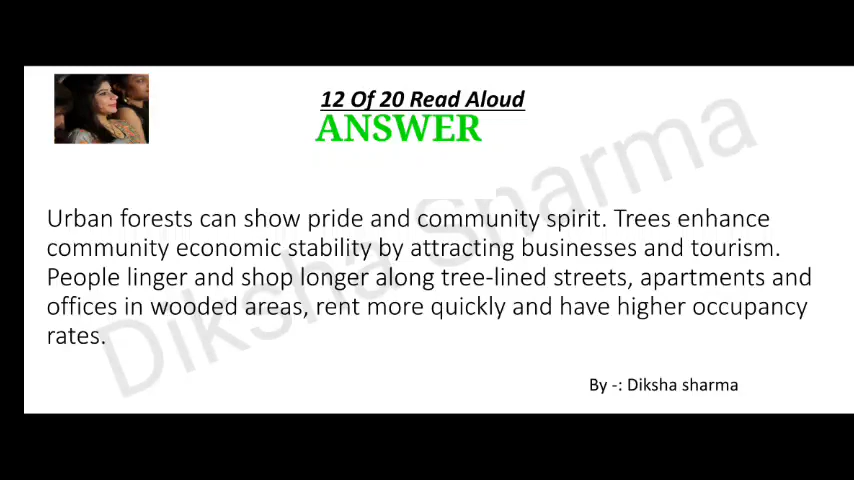 12 Of 20 Read Aloud
ANSWER
Diksha Sharma
Urban forests can show pride and community spirit. Trees enhance
community economic stability by attracting businesses and tourism.
People linger and shop longer along tree-lined streets, apartments and
offices in wooded areas, rent more quickly and have higher occupancy
rates.
By -: Diksha sharma